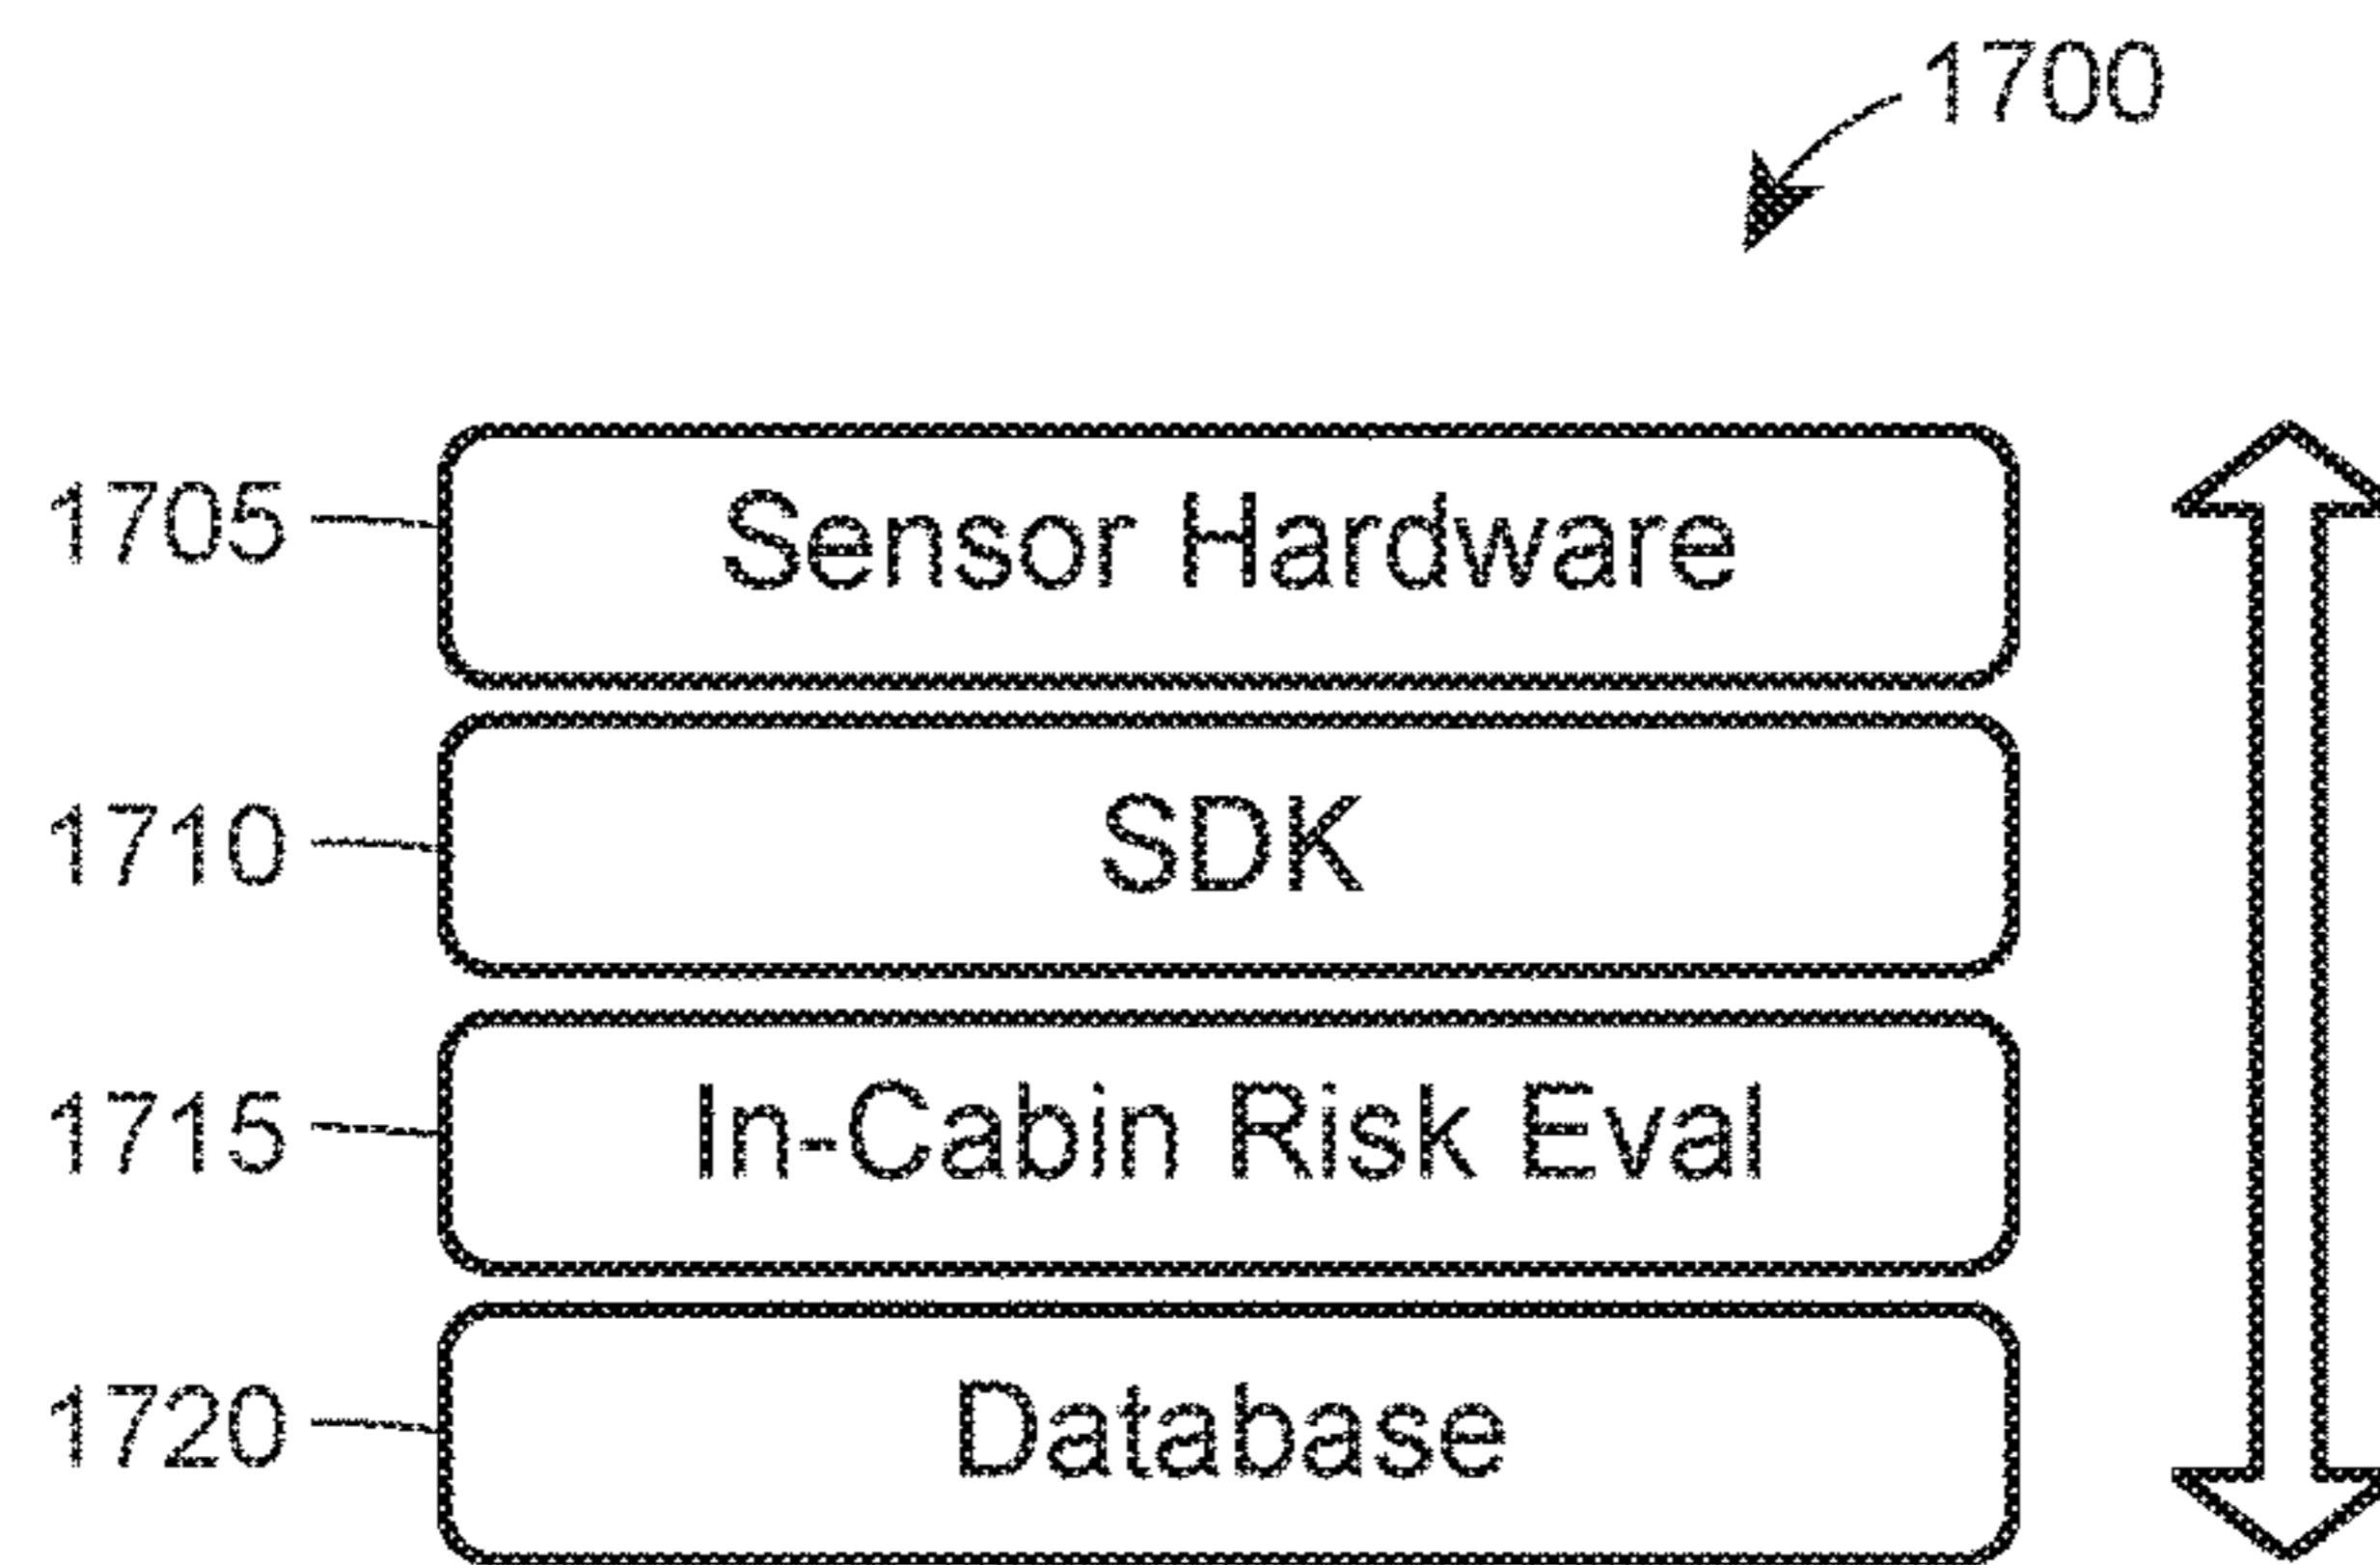 1700
1705 Sensor Hardware
1710 SDK
1715 In-Cabin Risk Eval
1720 Database